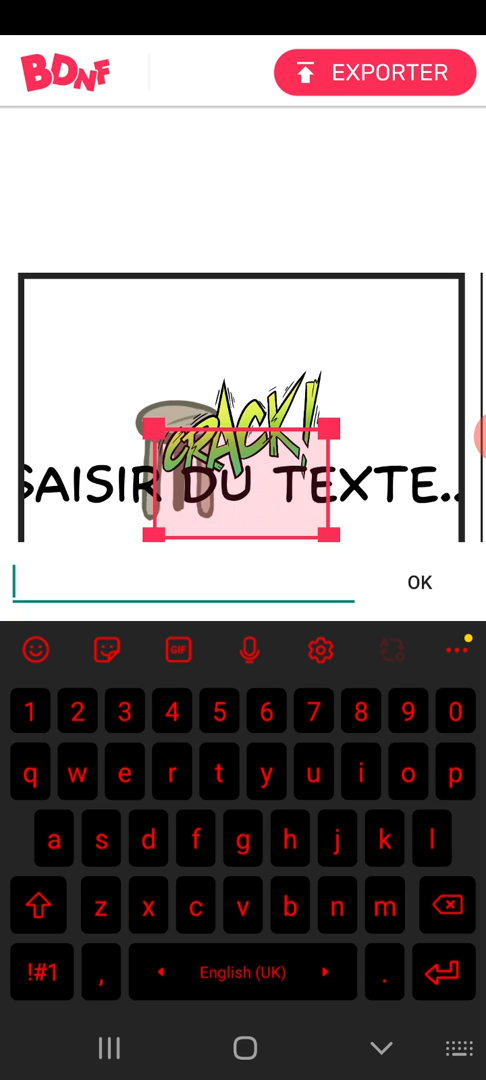 BDNF
EXPORTER
CRACK!
SAISIR DU TEXTE..
OK
GIF
1 2 3 4 5 6 7 8 9 0
q w e r t y u i o p
a s d f g h j k l
z x c v b n m
!#1 , English (UK) .